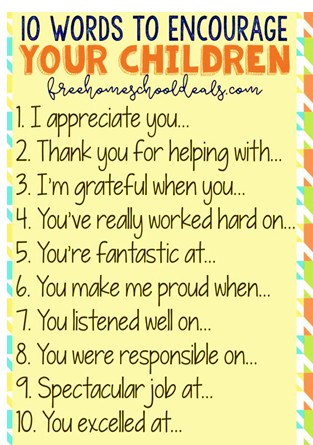 10 WORDS TO ENCOURAGE
YOUR CHILDREN
freehomeschooldeals.com
1. I appreciate you...
2. Thank you for helping with...
3. I'm grateful when you...
4. You've really worked hard on...
5. You're fantastic at...
6. You make me proud when...
7. You listened well on...
8. You were responsible on...
9. Spectacular job at...
10. You excelled at...